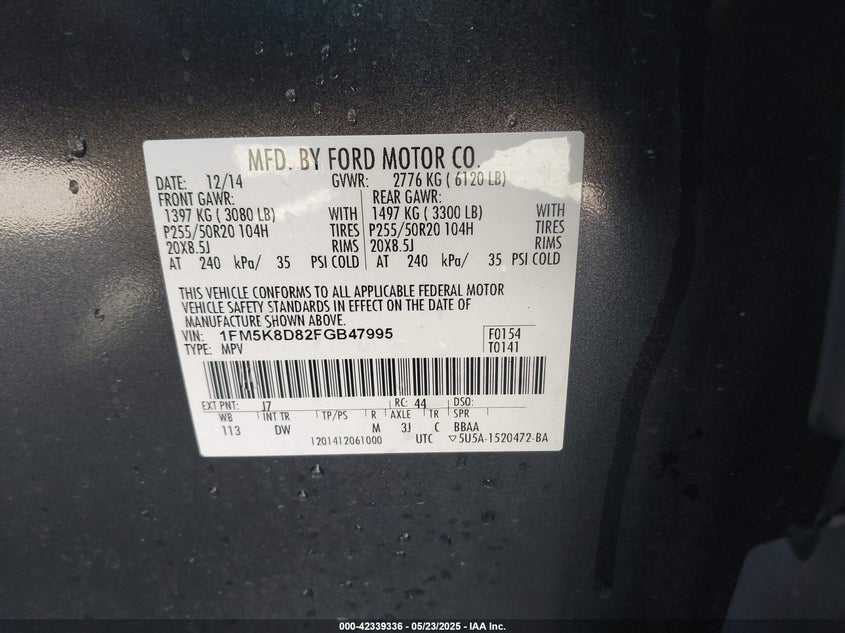 MFD. BY FORD MOTOR CO.
DATE: 12/14 GVWR: 2776 KG ( 6120 LB)
FRONT GAWR: REAR GAWR:
1397 KG ( 3080 LB) WITH 1497 KG ( 3300 LB) WITH
P255/50R20 104H TIRES P255/50R20 104H TIRES
20X8.5J RIMS 20X8.5J RIMS
AT 240 kPa/ 35 PSI COLD AT 240 kPa/ 35 PSI COLD
THIS VEHICLE CONFORMS TO ALL APPLICABLE FEDERAL MOTOR
VEHICLE SAFETY STANDARDS IN EFFECT ON THE DATE OF
MANUFACTURE SHOWN ABOVE.
VIN: 1FM5K8D82FGB47995 F0154
TYPE: MPV T0141
EXT PNT: J7 RC: 44 DSO:
WB INT TR TP/PS R AXLE TR SPR
113 DW M 3J C BBAA
1201412061000 UTC ▽5U5A-1520472-BA
000-42339336 - 05/23/2025 - IAA Inc.